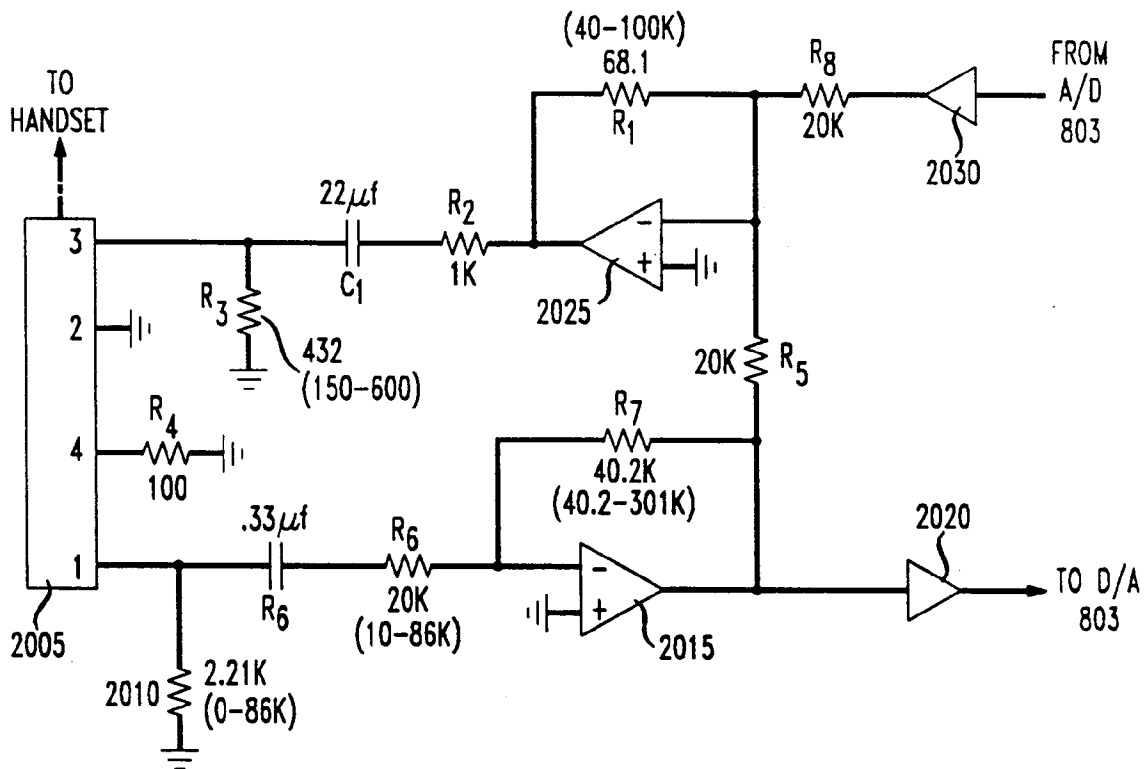 (40-100K)
68.1
R1
R8
20K
FROM
A/D
803
2030
TO
HANDSET
22μf
C1
R2
1K
2025
3
2
4
1
R3
432
(150-600)
20K
R5
R4
100
R7
40.2K
(40.2-301K)
.33μf
R6
R6
20K
(10-86K)
2015
2020
TO D/A
803
2005
2010
2.21K
(0-86K)
- 
+
-
+